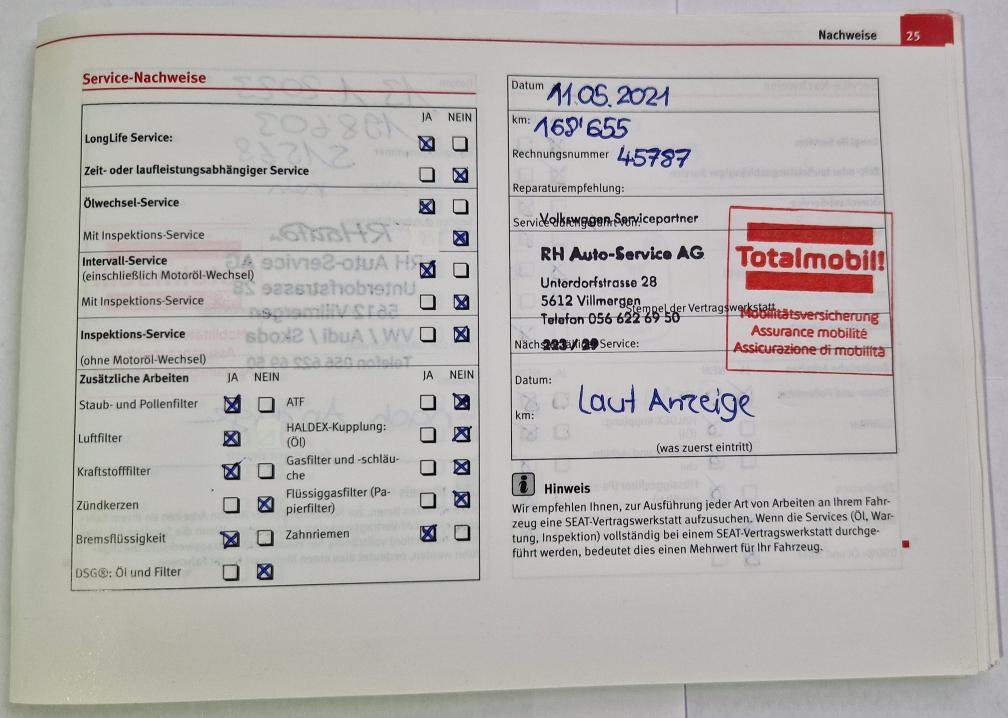 Nachweise 25
Service-Nachweise
JA NEIN
LongLife Service:
Zeit- oder laufleistungsabhängiger Service
Ölwechsel-Service
Mit Inspektions-Service
Intervall-Service
(einschließlich Motoröl-Wechsel)
Mit Inspektions-Service
Inspektions-Service
(ohne Motoröl-Wechsel)
Zusätzliche Arbeiten JA NEIN JA NEIN
Staub- und Pollenfilter ATF
Luftfilter HALDEX-Kupplung:
(Öl)
Kraftstofffilter Gasfilter und -schläu-
che
Zündkerzen Flüssiggasfilter (Pa-
pierfilter)
Bremsflüssigkeit Zahnriemen
DSG®: Öl und Filter
Datum 11.05.2021
km: 168'655
Rechnungsnummer 45787
Reparaturempfehlung:
Volkswagen Servicepartner
Service durchgeführt von:
RH Auto-Service AG
Unterdorfstrasse 28
5612 Villmergen
Stempel der Vertragswerkstatt
Telefon 056 622 69 50
Service:
Totalmobil!
Mobilitätsversicherung
Assurance mobilité
Assicurazione di mobilità
Datum:
Laut Anzeige
km:
(was zuerst eintritt)
i Hinweis
Wir empfehlen Ihnen, zur Ausführung jeder Art von Arbeiten an Ihrem Fahr-
zeug eine SEAT-Vertragswerkstatt aufzusuchen. Wenn die Services (Öl, War-
tung, Inspektion) vollständig bei einem SEAT-Vertragswerkstatt durchge-
führt werden, bedeutet dies einen Mehrwert für Ihr Fahrzeug.